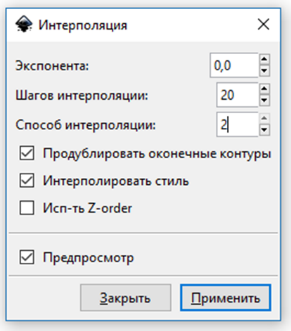 Интерполяция
Экспонента: 0,0
Шагов интерполяции: 20
Способ интерполяции: 2
Продублировать оконечные контуры
Интерполировать стиль
Исп-ть Z-order
Предпросмотр
Закрыть Применить